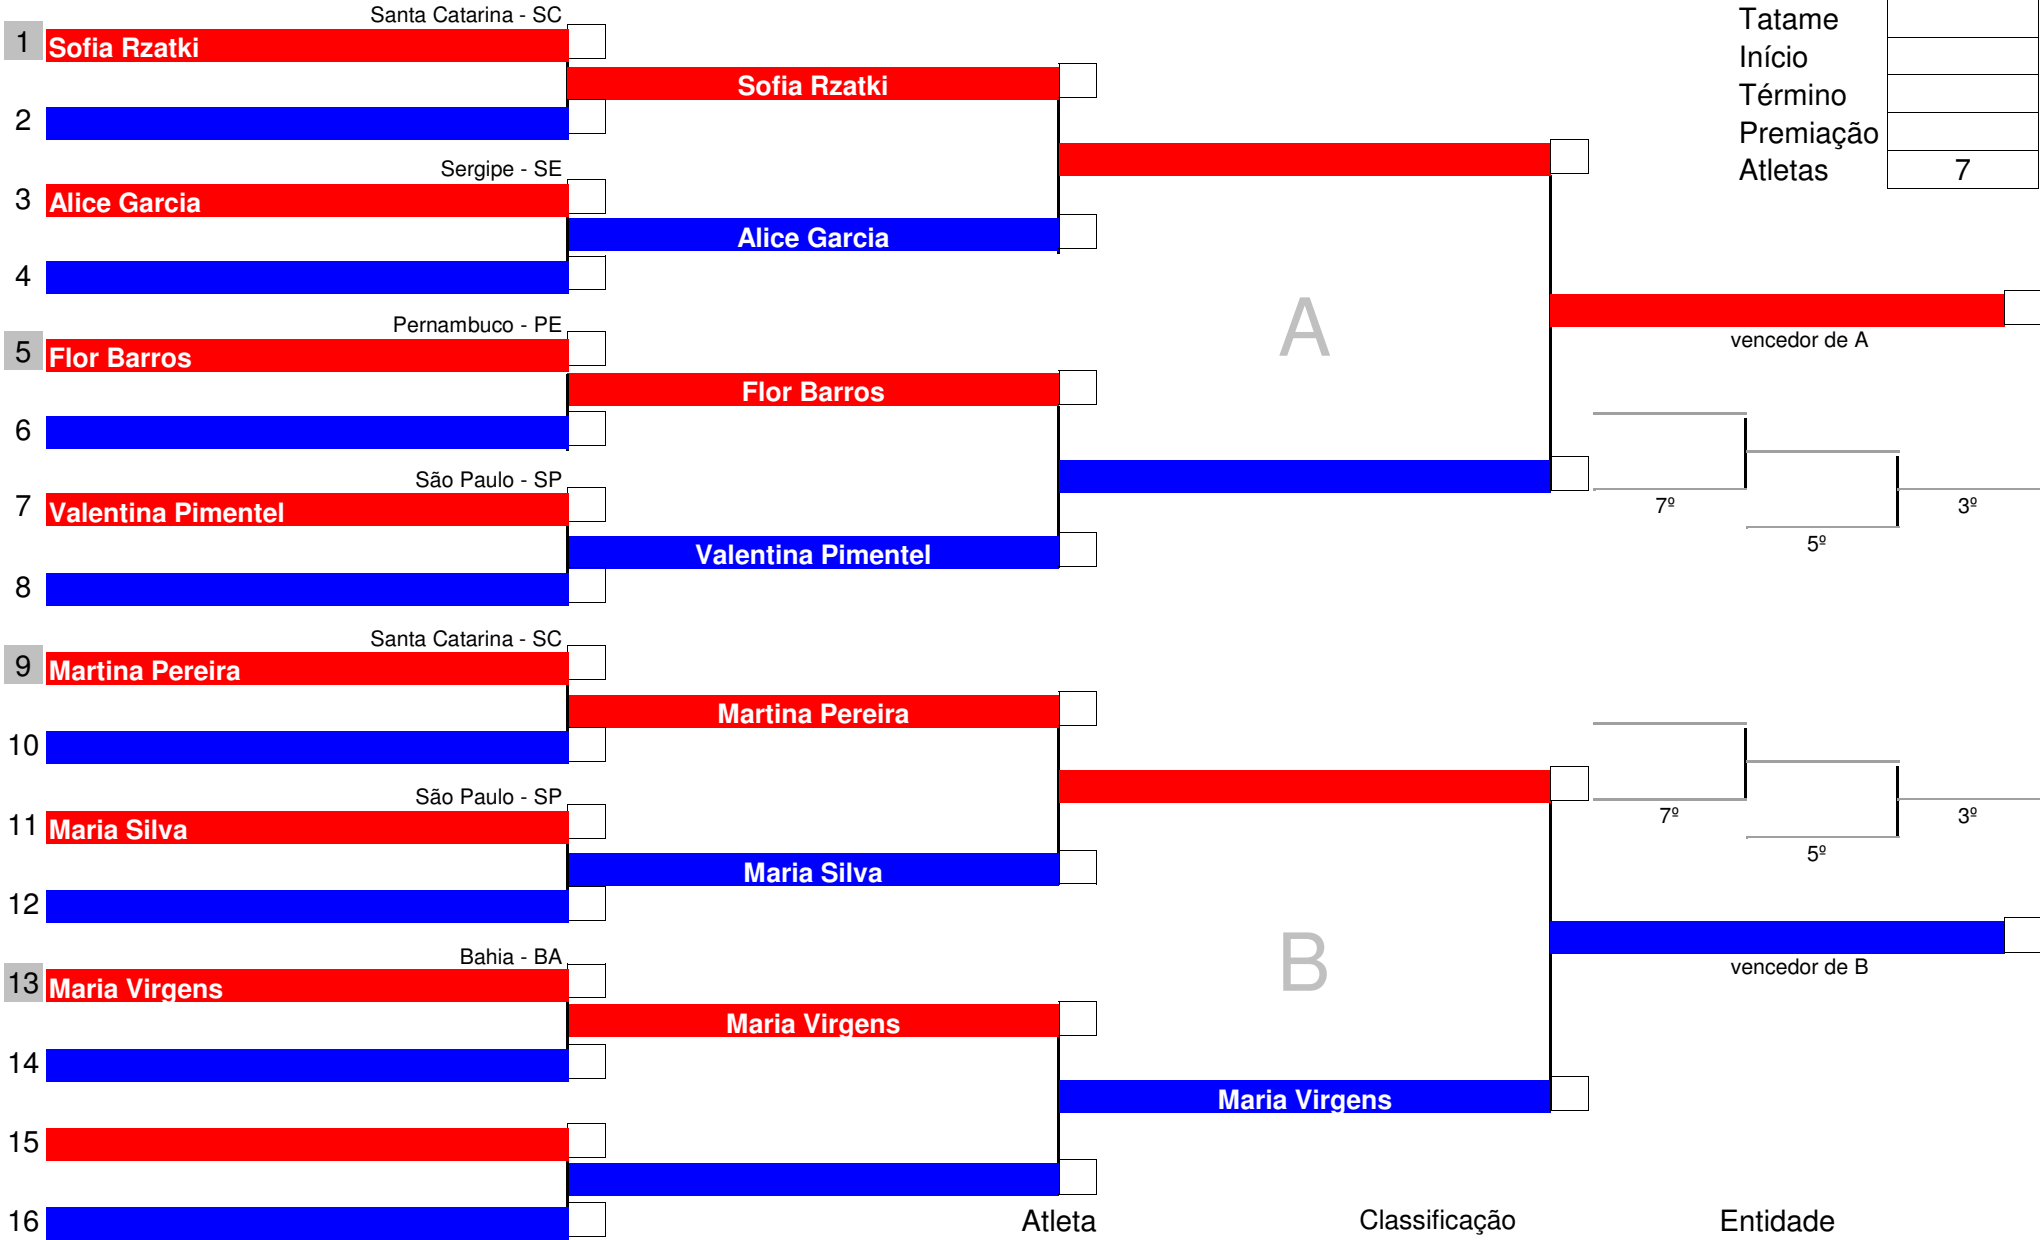 Santa Catarina - SC
1 Sofia Rzatki
Sofia Rzatki
2
Sergipe - SE
3 Alice Garcia
Alice Garcia
4
Pernambuco - PE
5 Flor Barros
Flor Barros
6
São Paulo - SP
7 Valentina Pimentel
Valentina Pimentel
8
Santa Catarina - SC
9 Martina Pereira
Martina Pereira
10
São Paulo - SP
11 Maria Silva
Maria Silva
12
Bahia - BA
13 Maria Virgens
Maria Virgens
14
Maria Virgens
15
16
A
B
Tatame
Início
Término
Premiação
Atletas 7
vencedor de A
7º
3º
5º
7º
3º
5º
vencedor de B
Atleta Classificação Entidade